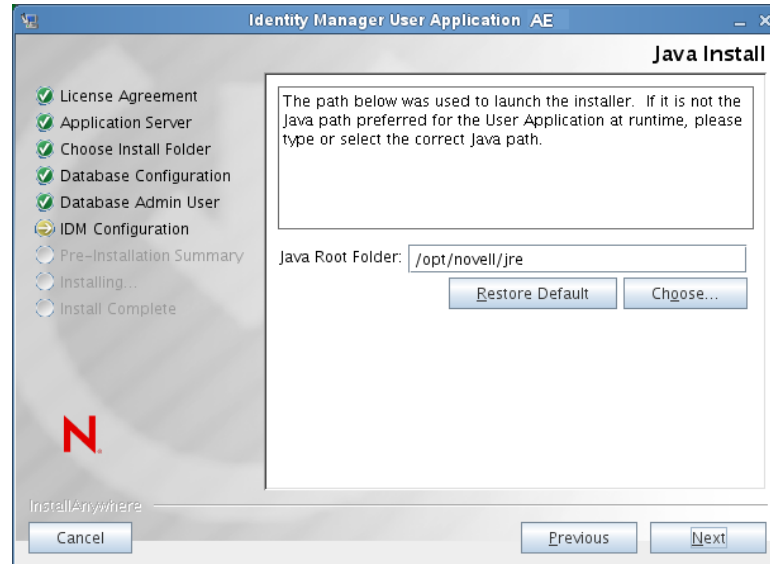 Identity Manager User Application AE
Java Install
License Agreement
Application Server
Choose Install Folder
Database Configuration
Database Admin User
IDM Configuration
Pre-Installation Summary
Installing...
Install Complete
The path below was used to launch the installer. If it is not the
Java path preferred for the User Application at runtime, please
type or select the correct Java path.
Java Root Folder: /opt/novell/jre
Restore Default Choose...
N.
InstallAnywhere
Cancel Previous Next